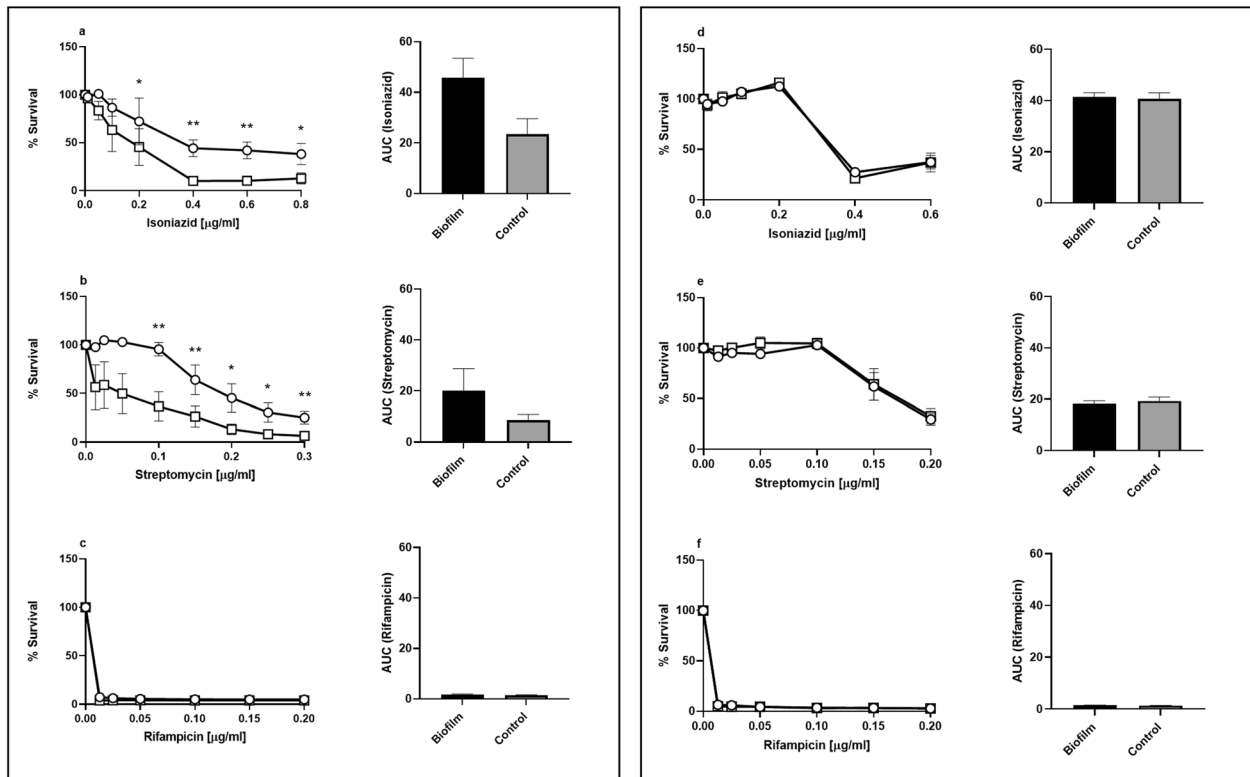 a
150
100
50
0
% Survival
* ** ** *
0.0 0.2 0.4 0.6 0.8
Isoniazid [µg/ml]
60
40
20
0
AUC (Isoniazid)
Biofilm
Control
b
150
100
50
0
% Survival
** ** * * **
0.0 0.1 0.2 0.3
Streptomycin [µg/ml]
60
40
20
0
AUC (Streptomycin)
Biofilm
Control
c
150
100
50
0
% Survival
0.00 0.05 0.10 0.15 0.20
Rifampicin [µg/ml]
60
40
20
0
AUC (Rifampicin)
Biofilm
Control
d
150
100
50
0
% Survival
0.0 0.2 0.4 0.6
Isoniazid [µg/ml]
60
40
20
0
AUC (Isoniazid)
Biofilm
Control
e
150
100
50
0
% Survival
0.00 0.05 0.10 0.15 0.20
Streptomycin [µg/ml]
60
40
20
0
AUC (Streptomycin)
Biofilm
Control
f
150
100
50
0
% Survival
0.00 0.05 0.10 0.15 0.20
Rifampicin [µg/ml]
60
40
20
0
AUC (Rifampicin)
Biofilm
Control